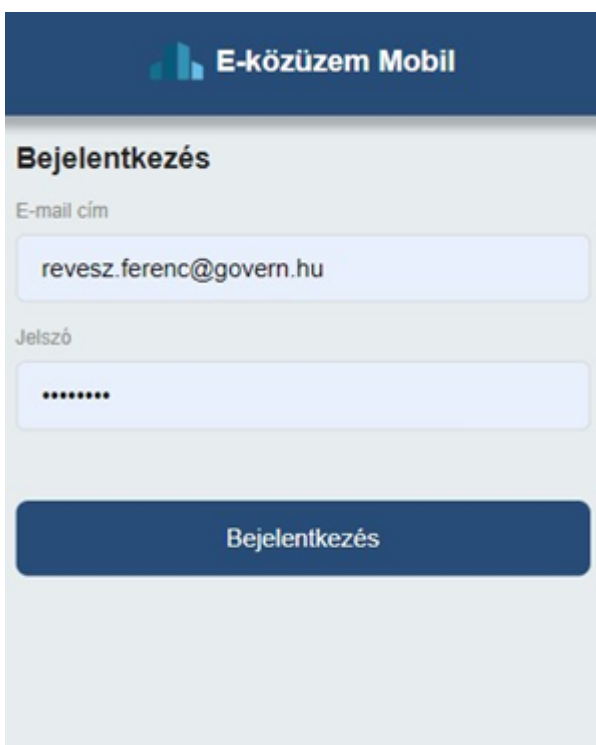 E-közüzem Mobil
Bejelentkezés
E-mail cím
revesz.ferenc@govern.hu
Jelszó
••••••••
Bejelentkezés